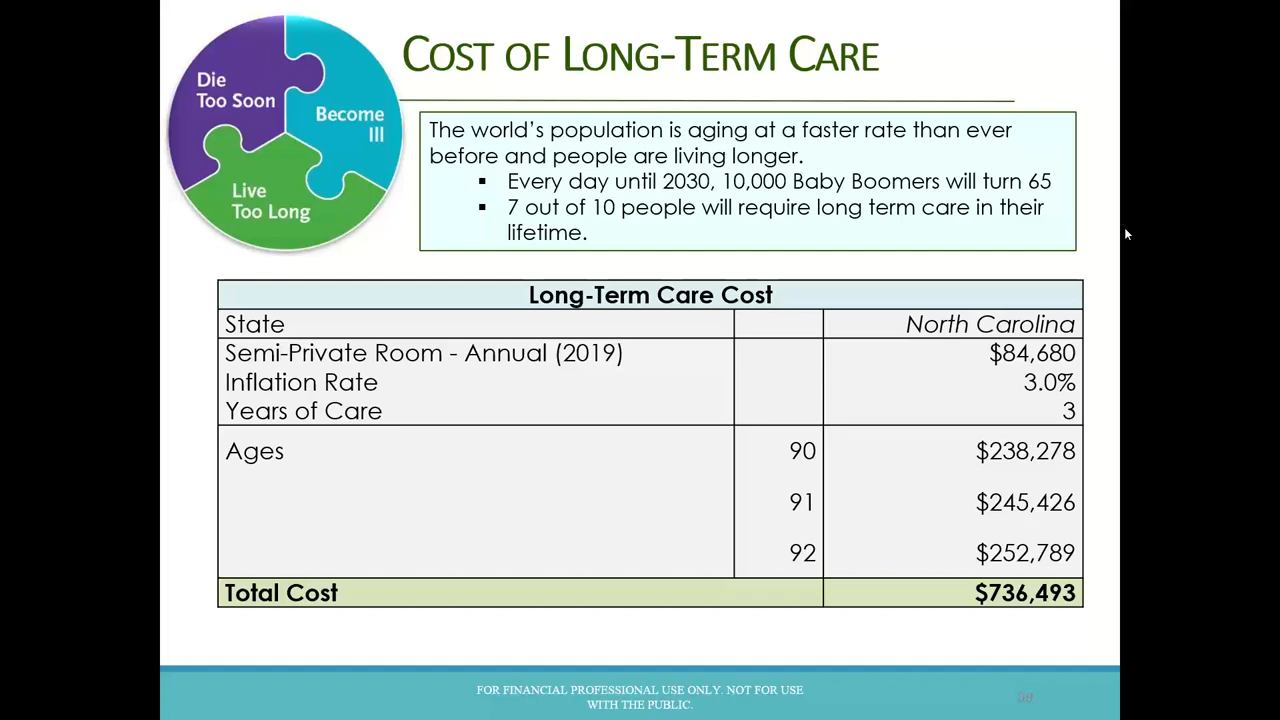 COST OF LONG-TERM CARE
Die
Too Soon
Become
Ill
Live
Too Long
The world's population is aging at a faster rate than ever
before and people are living longer.
▪ Every day until 2030, 10,000 Baby Boomers will turn 65
▪ 7 out of 10 people will require long term care in their
lifetime.
Long-Term Care Cost
State North Carolina
Semi-Private Room - Annual (2019) $84,680
Inflation Rate 3.0%
Years of Care 3
Ages 90 $238,278
91 $245,426
92 $252,789
Total Cost $736,493
FOR FINANCIAL PROFESSIONAL USE ONLY. NOT FOR USE
WITH THE PUBLIC.